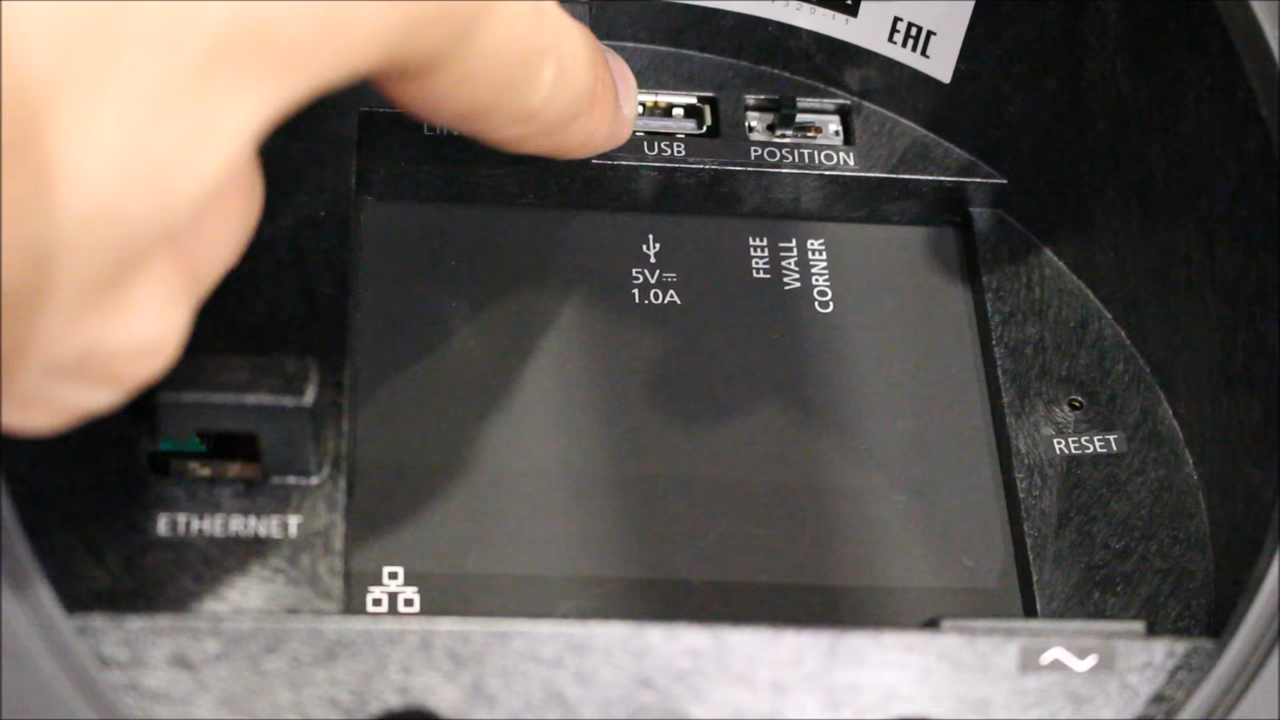 EAC
USB
POSITION
5V
1.0A
FREE
WALL
CORNER
RESET
ETHERNET